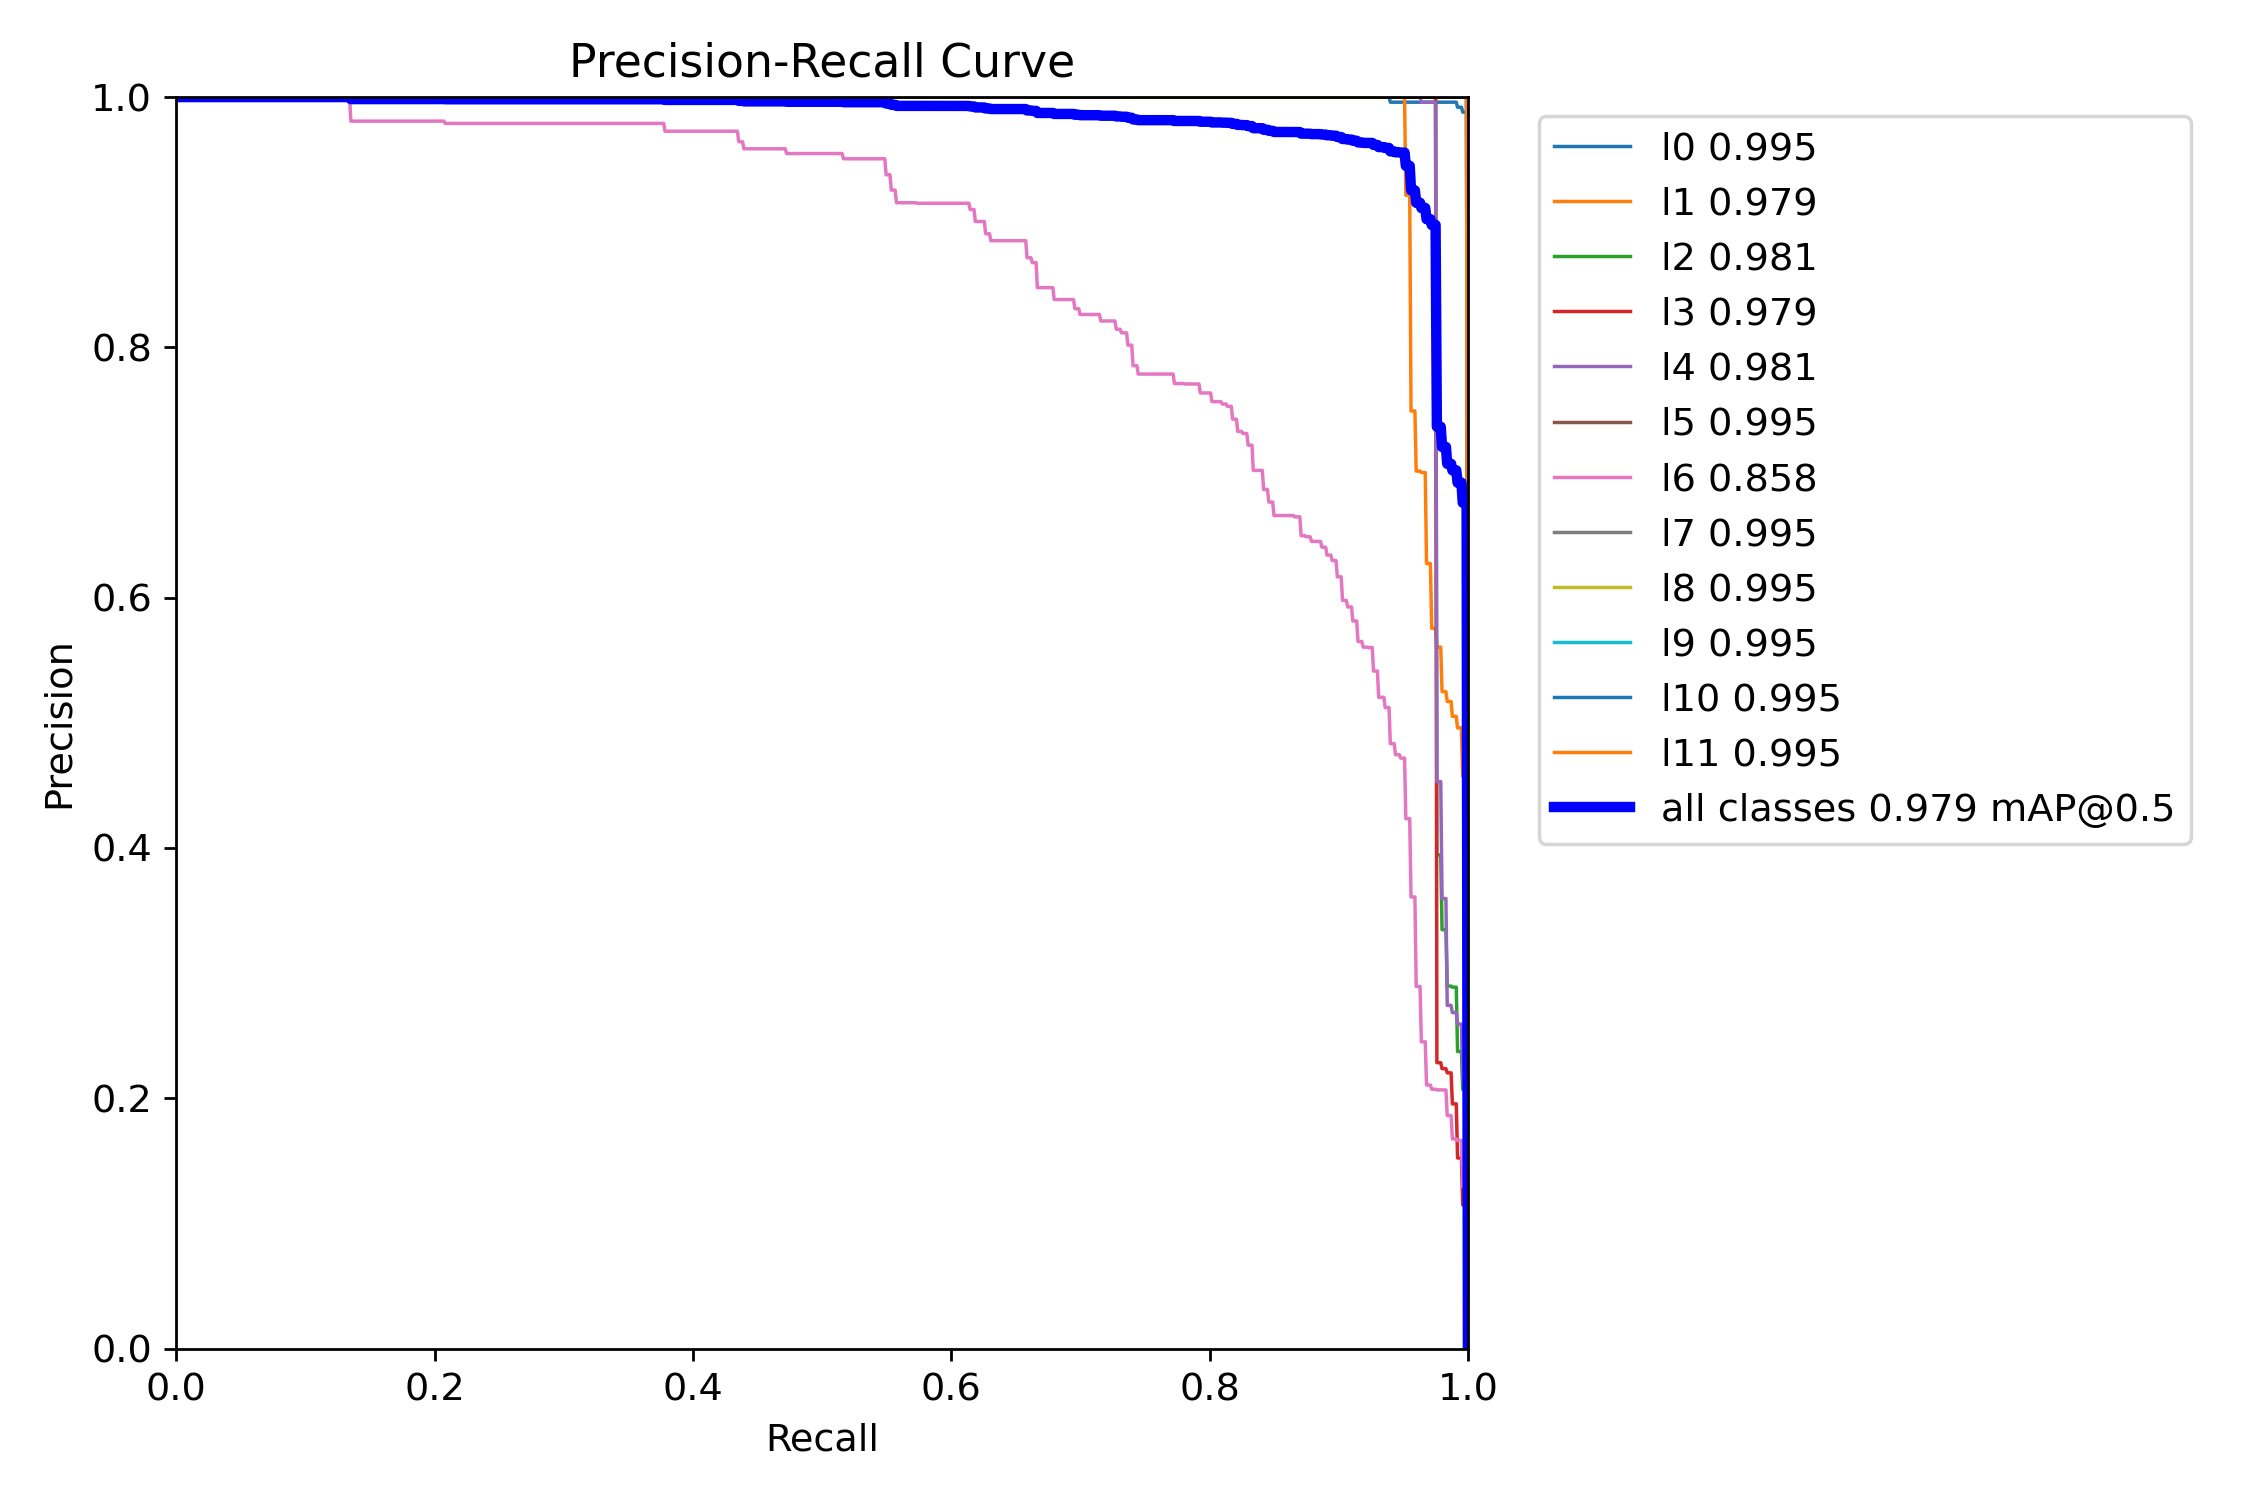 Precision-Recall Curve
1.0
0.8
0.6
0.4
0.2
0.0
Precision
0.0 0.2 0.4 0.6 0.8 1.0
Recall
l0 0.995
l1 0.979
l2 0.981
l3 0.979
l4 0.981
l5 0.995
l6 0.858
l7 0.995
l8 0.995
l9 0.995
l10 0.995
l11 0.995
all classes 0.979 mAP@0.5